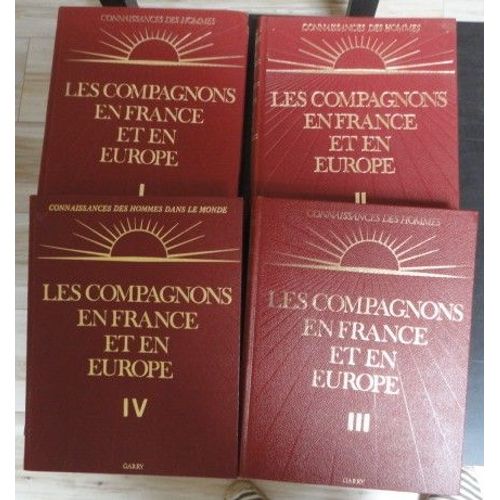 CONNAISSANCES DES HOMMES
LES COMPAGNONS
EN FRANCE
ET EN
EUROPE
I
CONNAISSANCES DES HOMMES
LES COMPAGNONS
EN FRANCE
ET EN
EUROPE
II
CONNAISSANCES DES HOMMES DANS LE MONDE
LES COMPAGNONS
EN FRANCE
ET EN
EUROPE
IV
GARRY
CONNAISSANCES DES HOMMES
LES COMPAGNONS
EN FRANCE
ET EN
EUROPE
III
GARRY